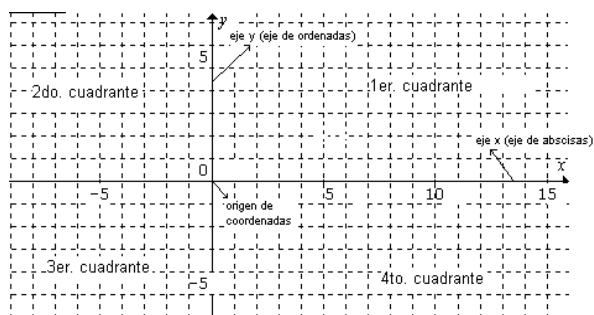 y
eje y (eje de ordenadas)
5
2do. cuadrante
1er. cuadrante
eje x (eje de abscisas)
0
x
-5
5
10
15
origen de
coordenadas
3er. cuadrante
4to. cuadrante
-5